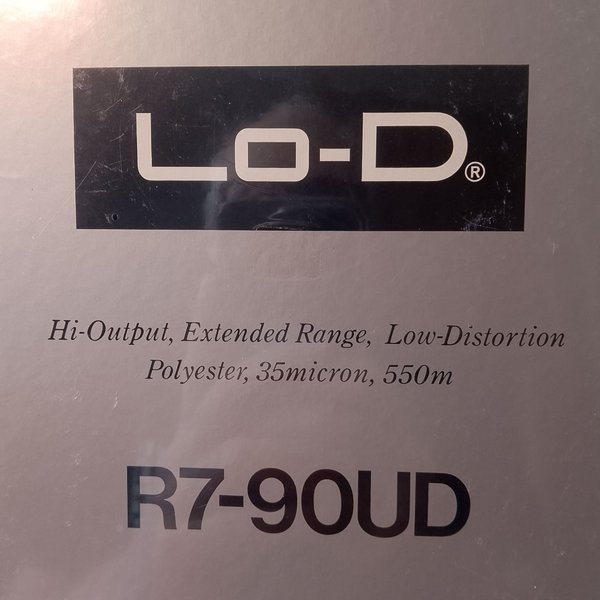 Lo-D®
Hi-Output, Extended Range, Low-Distortion
Polyester, 35micron, 550m
R7-90UD